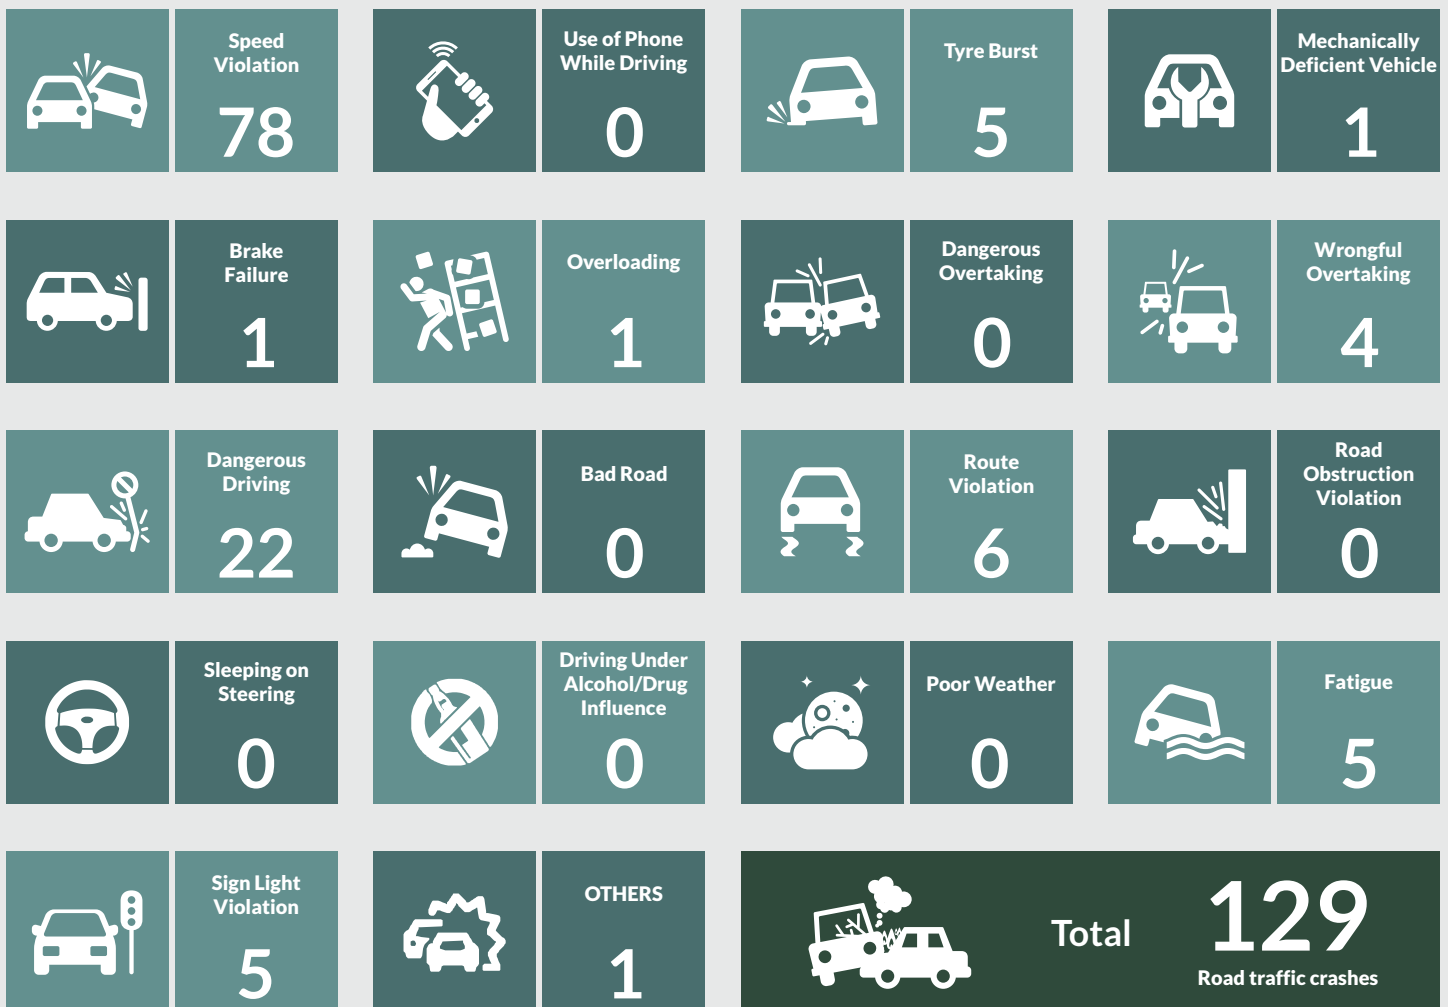 Speed
Violation
78
Use of Phone
While Driving
0
Tyre Burst
5
Mechanically
Deficient Vehicle
1
Brake
Failure
1
Overloading
1
Dangerous
Overtaking
0
Wrongful
Overtaking
4
Dangerous
Driving
22
Bad Road
0
Route
Violation
6
Road
Obstruction
Violation
0
Sleeping on
Steering
0
Driving Under
Alcohol/Drug
Influence
0
Poor Weather
0
Fatigue
5
Sign Light
Violation
5
OTHERS
1
Total
129
Road traffic crashes